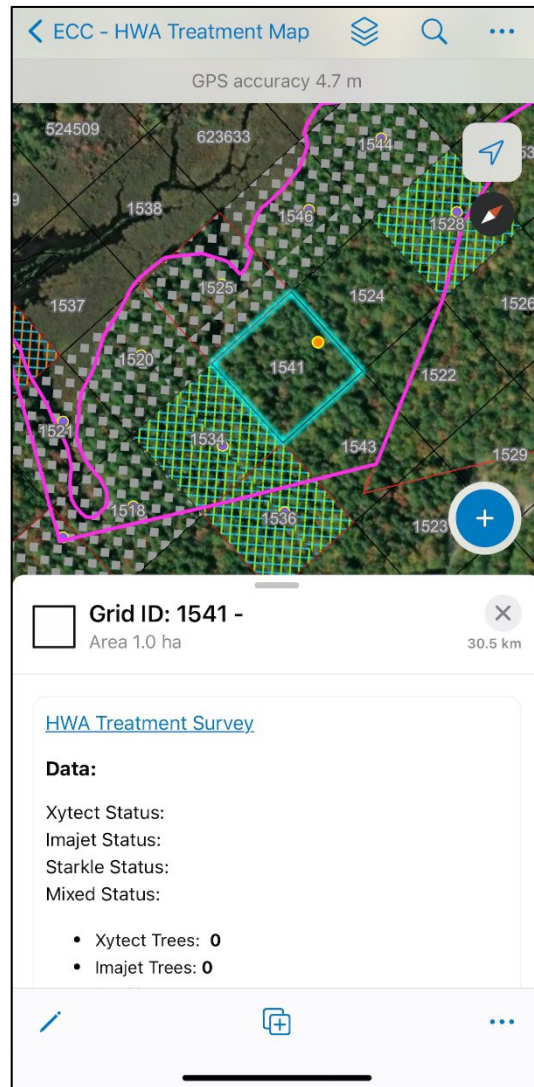 ECC - HWA Treatment Map
GPS accuracy 4.7 m
524509
623633
1544
1538
1546
1528
1537
1525
1524
1526
1520
1541
1522
1521
1534
1543
1529
1518
1536
1523
+
Grid ID: 1541 -
Area 1.0 ha
30.5 km
HWA Treatment Survey
Data:
Xytect Status:
Imajet Status:
Starkle Status:
Mixed Status:
• Xytect Trees: 0
• Imajet Trees: 0